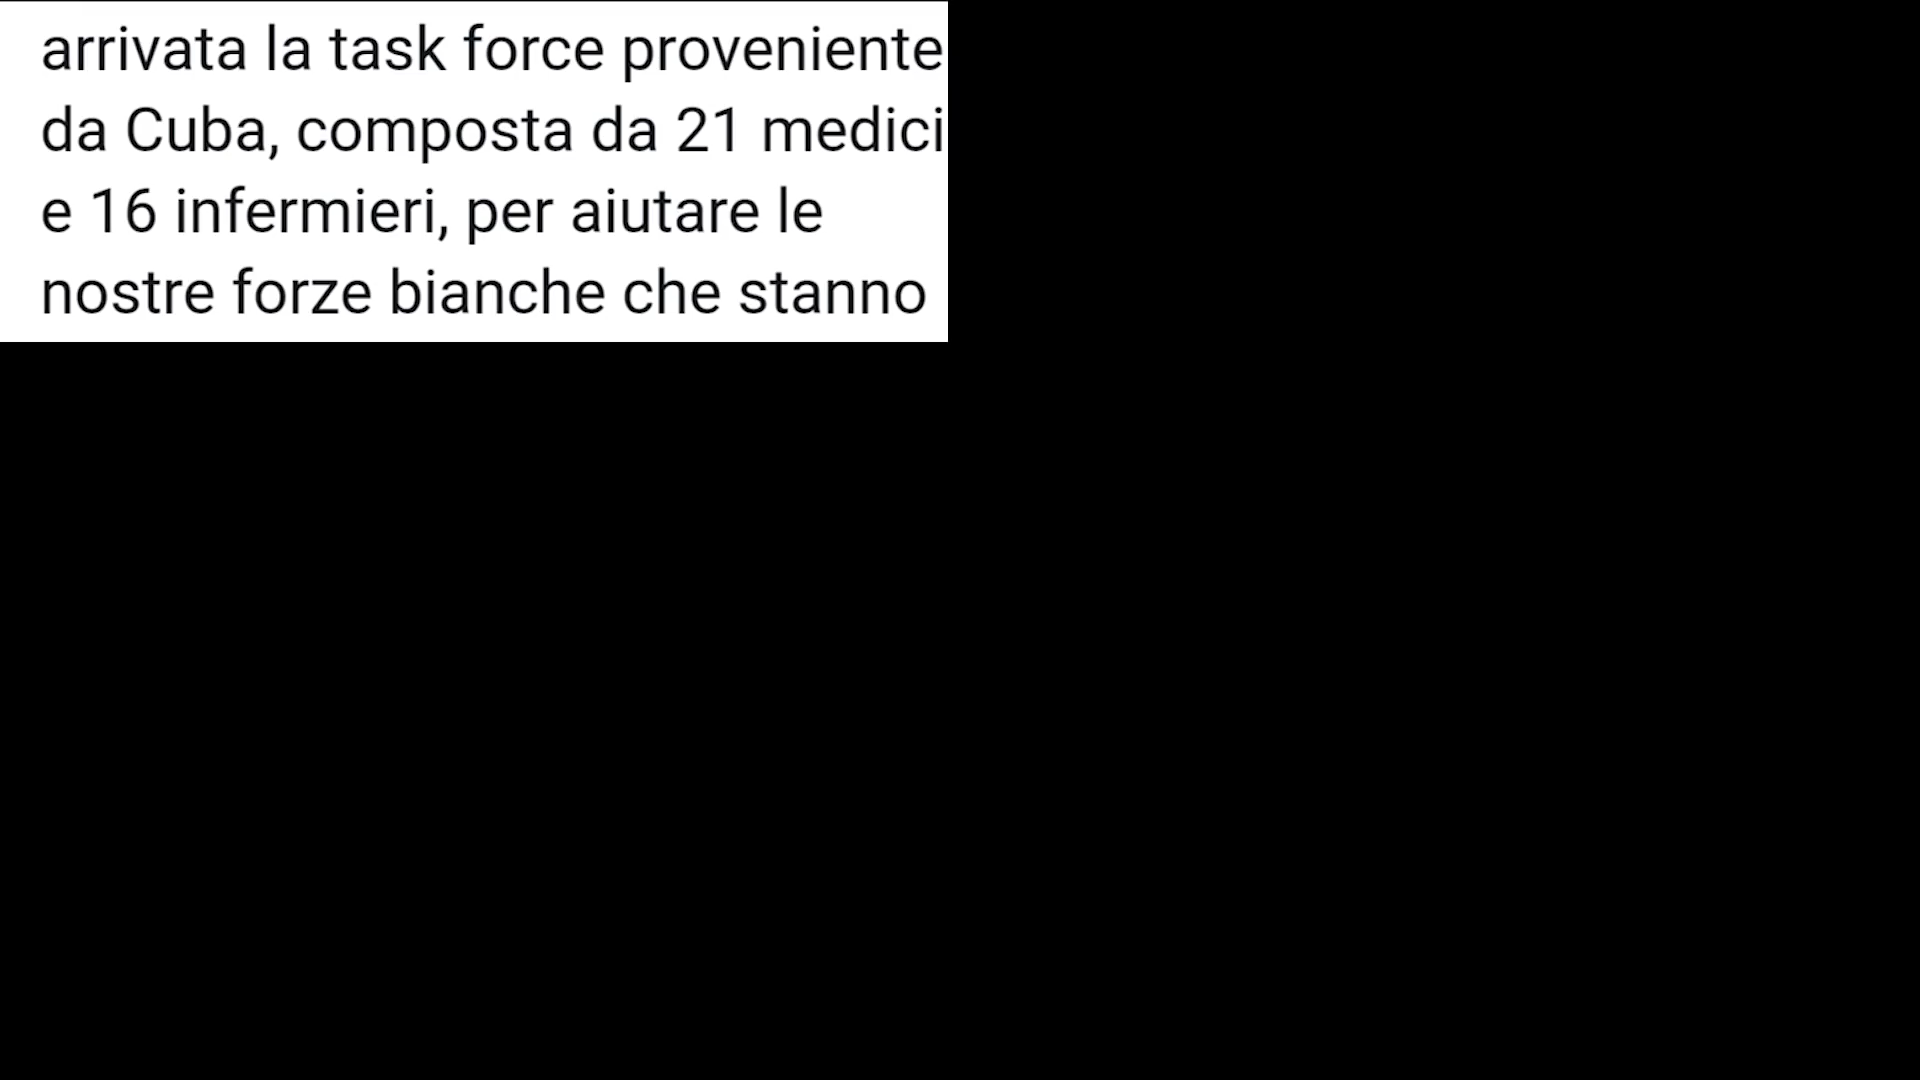 arrivata la task force proveniente
da Cuba, composta da 21 medici
e 16 infermieri, per aiutare le
nostre forze bianche che stanno